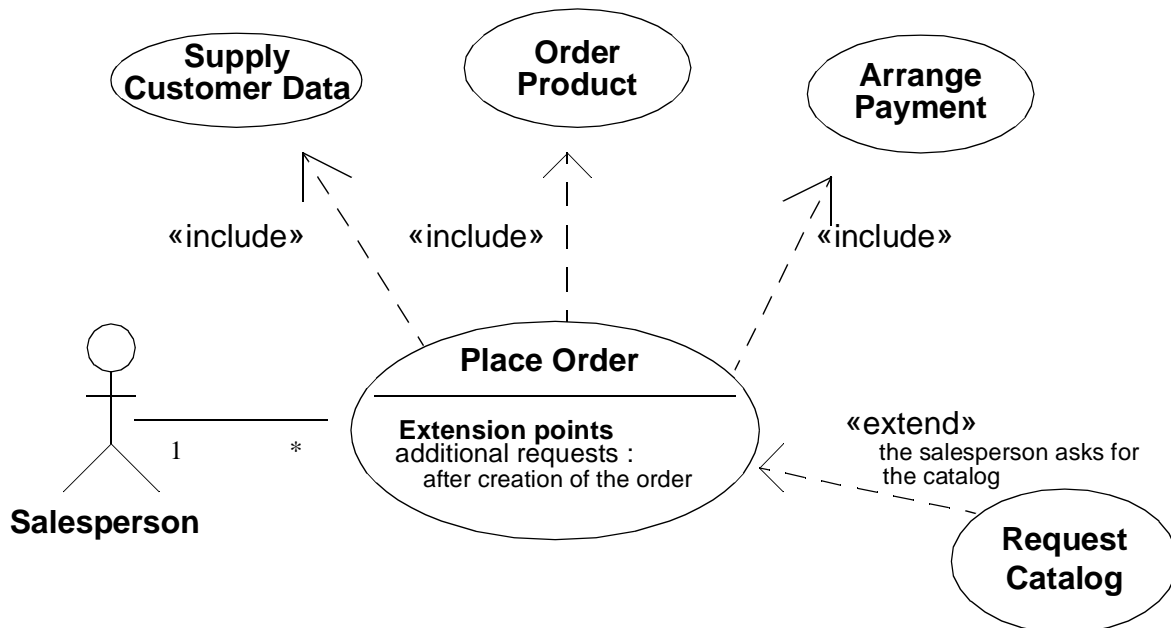 Supply
Customer Data
Order
Product
Arrange
Payment
«include»
«include»
«include»
Place Order
Extension points
additional requests :
after creation of the order
1
*
Salesperson
«extend»
the salesperson asks for
the catalog
Request
Catalog